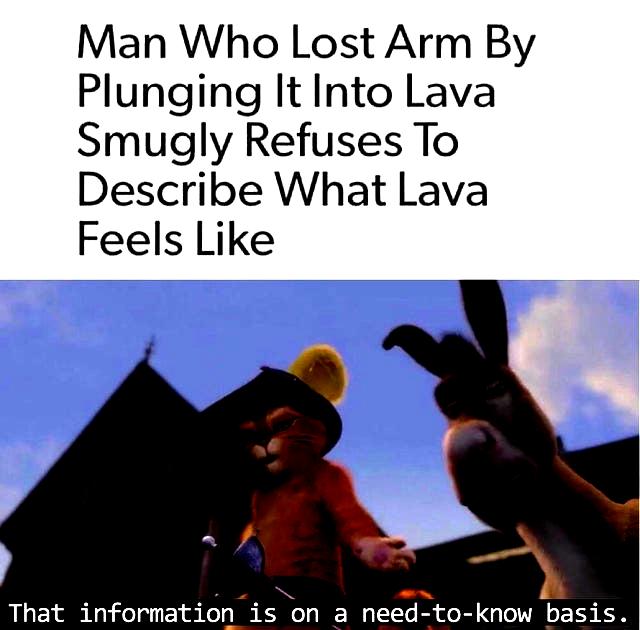 Man Who Lost Arm By
Plunging It Into Lava
Smugly Refuses To
Describe What Lava
Feels Like
That information is on a need-to-know basis.